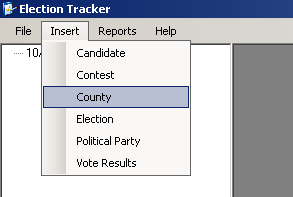 Election Tracker
File Insert Reports Help
10/
Candidate
Contest
County
Election
Political Party
Vote Results